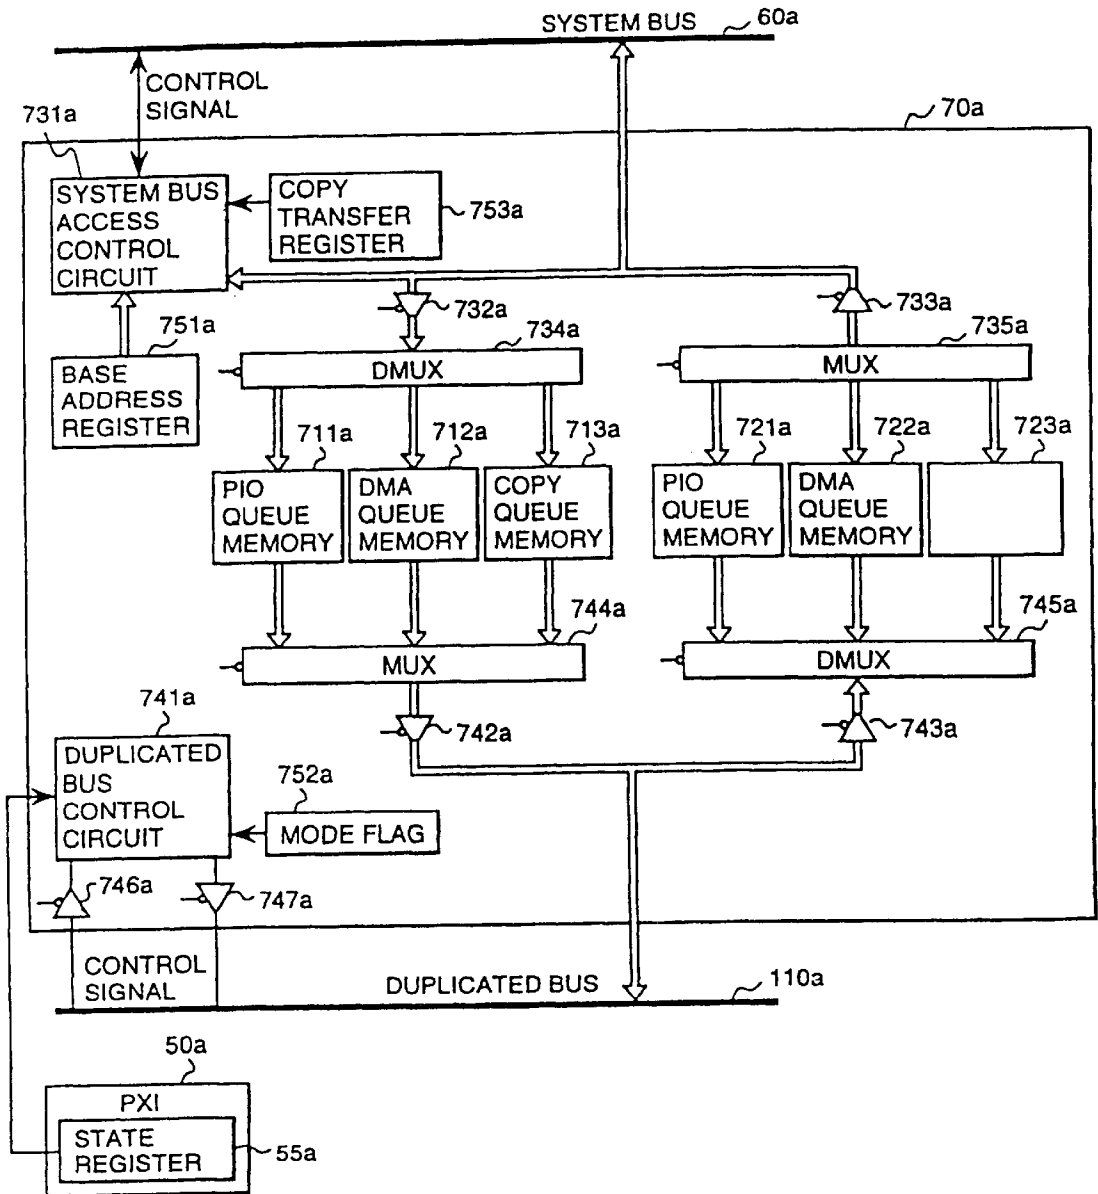 SYSTEM BUS
60a
CONTROL
SIGNAL
731a
70a
SYSTEM BUS
ACCESS
CONTROL
CIRCUIT
COPY
TRANSFER
REGISTER
753a
751a
732a
733a
BASE
ADDRESS
REGISTER
734a
DMUX
735a
MUX
711a
712a
713a
721a
722a
723a
PIO
QUEUE
MEMORY
DMA
QUEUE
MEMORY
COPY
QUEUE
MEMORY
PIO
QUEUE
MEMORY
DMA
QUEUE
MEMORY
744a
MUX
745a
DMUX
741a
742a
743a
DUPLICATED
BUS
CONTROL
CIRCUIT
752a
MODE FLAG
746a
747a
CONTROL
SIGNAL
DUPLICATED BUS
110a
50a
PXI
STATE
REGISTER
55a